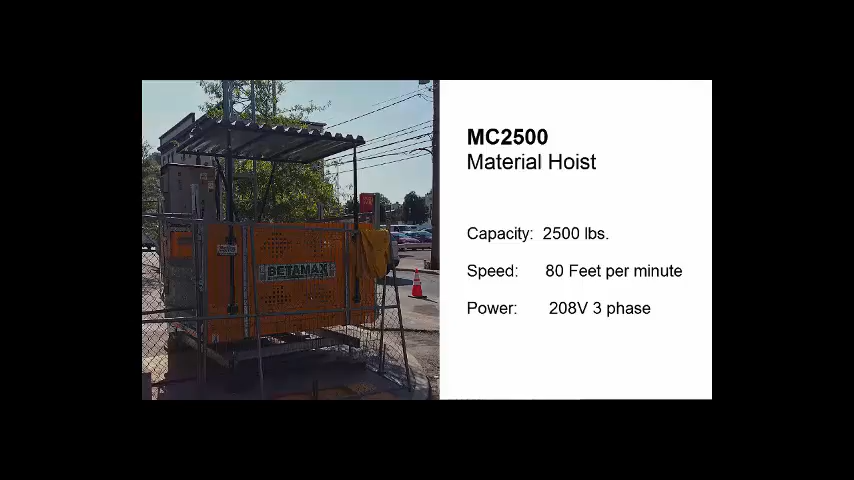 BETAMAX
MC2500
Material Hoist
Capacity: 2500 lbs.
Speed: 80 Feet per minute
Power: 208V 3 phase